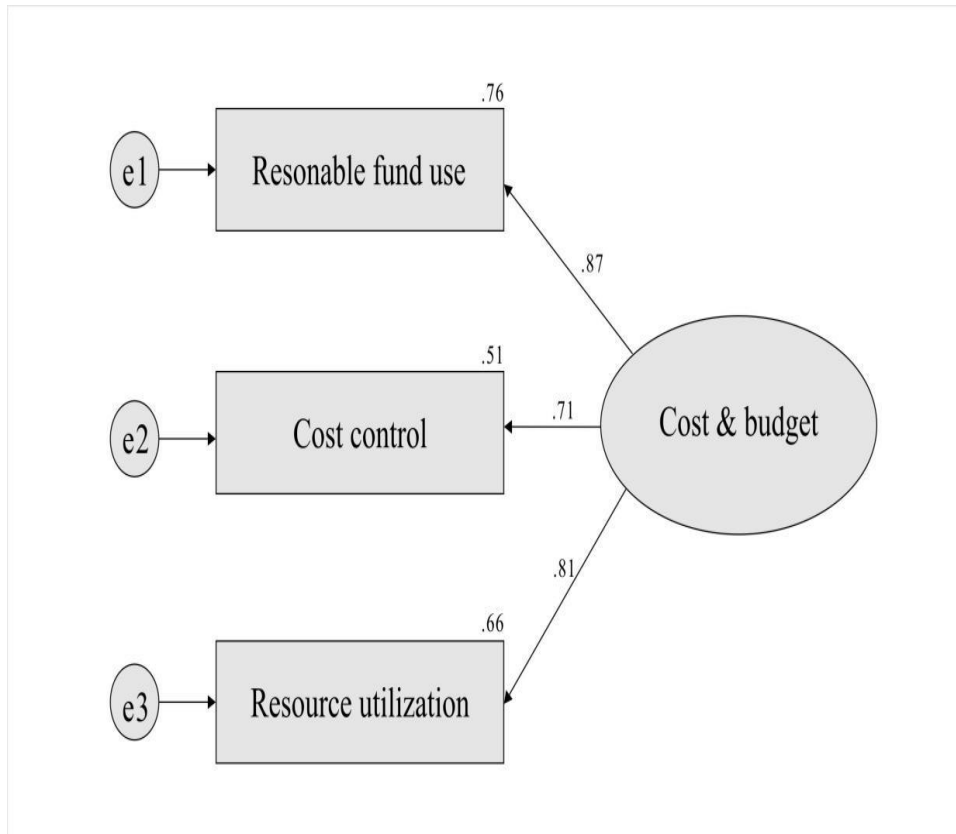 .76
e1
Resonable fund use
.87
.51
e2
Cost control
.71
Cost & budget
.81
.66
e3
Resource utilization